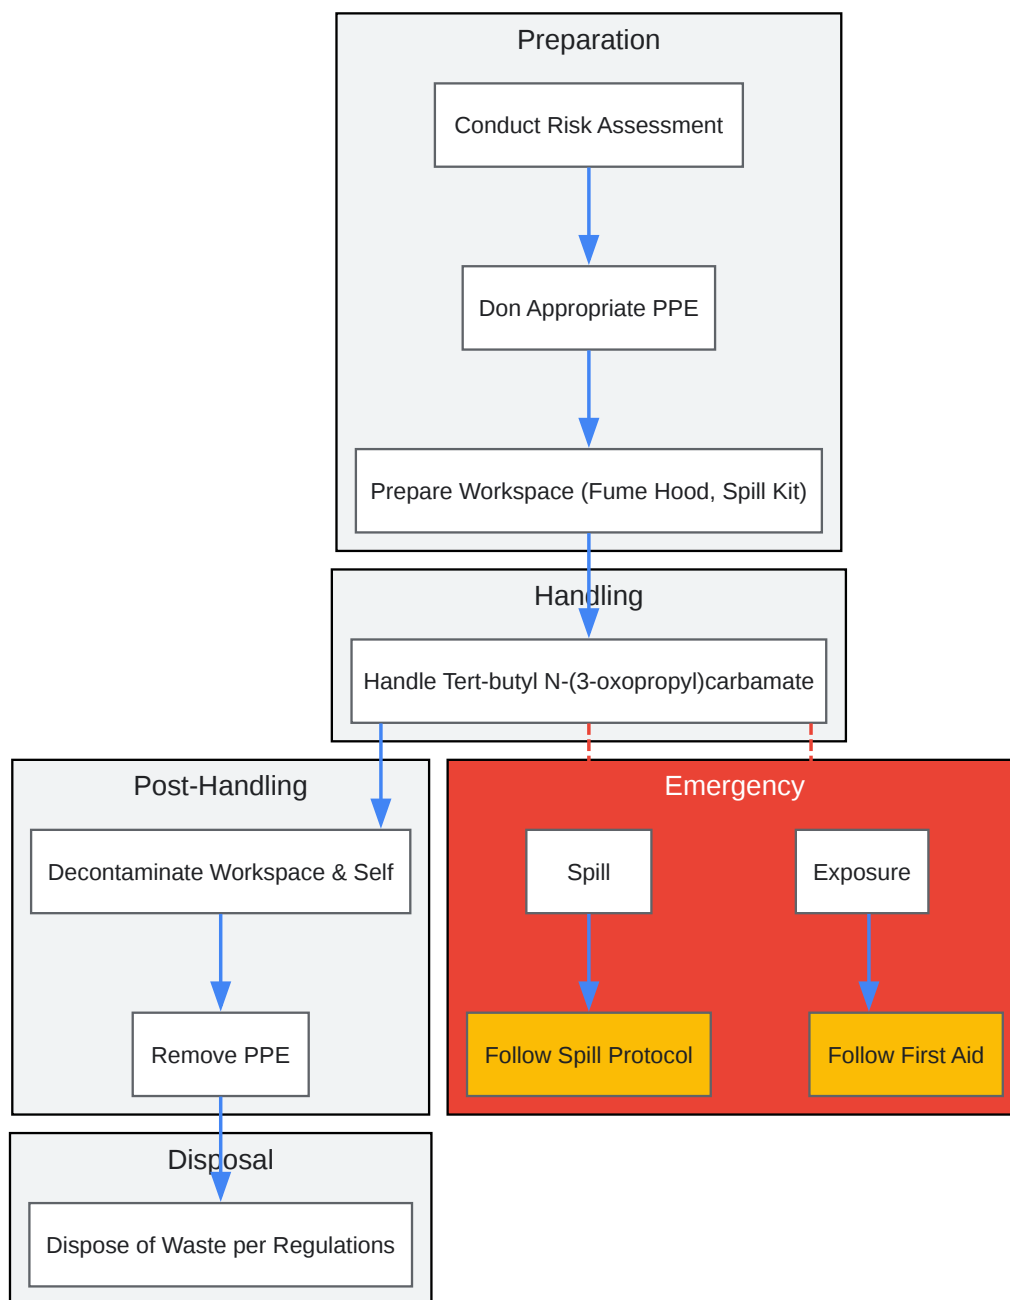 Preparation
Conduct Risk Assessment
Don Appropriate PPE
Prepare Workspace (Fume Hood, Spill Kit)
Handling
Handle Tert-butyl N-(3-oxopropyl)carbamate
Post-Handling
Decontaminate Workspace & Self
Remove PPE
Emergency
Spill
Exposure
Follow Spill Protocol
Follow First Aid
Disposal
Dispose of Waste per Regulations